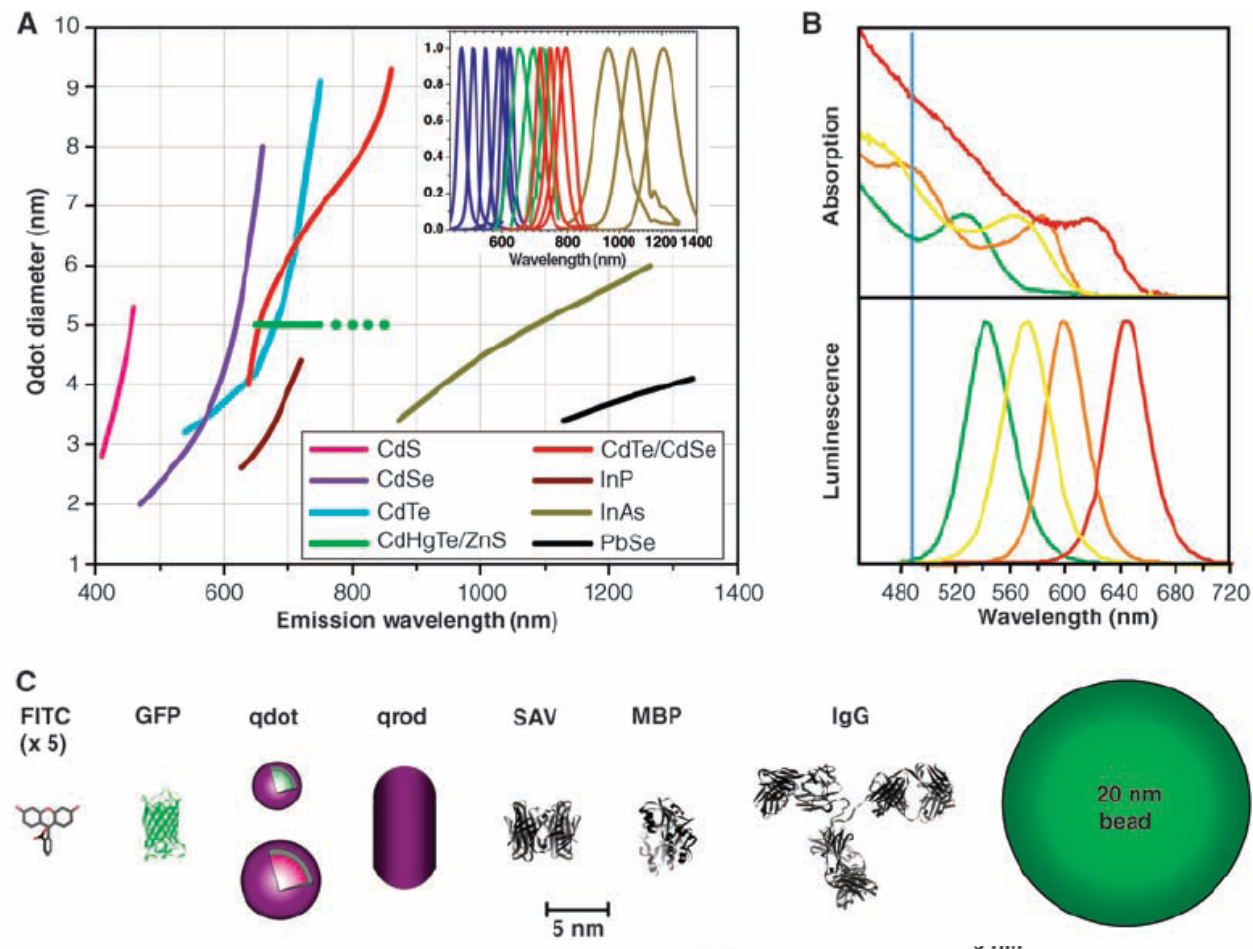 A
10
9
8
7
6
5
4
3
2
1
Qdot diameter (nm)
400
600
800
1000
1200
1400
Emission wavelength (nm)
1.0
0.8
0.6
0.4
0.2
0.0
600
800
1000
1200
1400
Wavelength (nm)
CdS
CdSe
CdTe
CdHgTe/ZnS
CdTe/CdSe
InP
InAs
PbSe
B
Absorption
Luminescence
480
520
560
600
640
680
720
Wavelength (nm)
C
FITC
(x 5)
GFP
qdot
qrod
SAV
MBP
IgG
20 nm
bead
5 nm